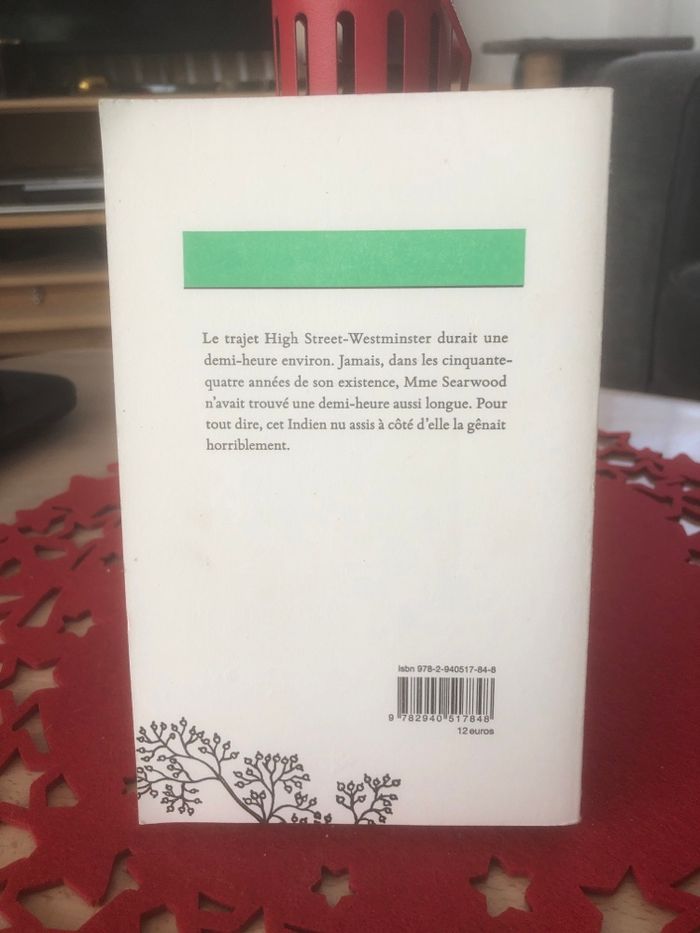 Le trajet High Street-Westminster durait une
demi-heure environ. Jamais, dans les cinquante-
quatre années de son existence, Mme Searwood
n’avait trouvé une demi-heure aussi longue. Pour
tout dire, cet Indien nu assis à côté d’elle la gênait
horriblement.
Isbn 978-2-940517-84-8
9 782940 517848
12 euros